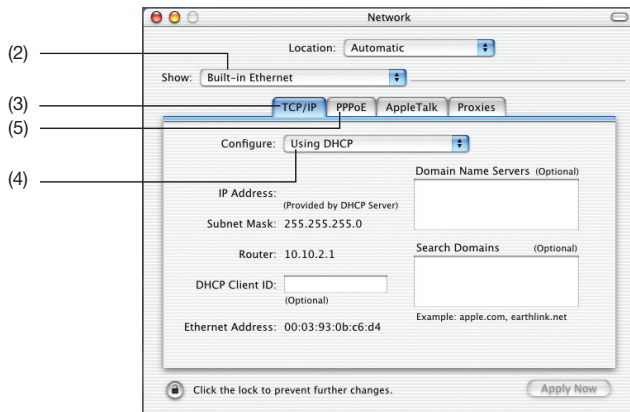 Network
Location: Automatic
(2)
Show: Built-in Ethernet
(3)
TCP/IP PPPoE AppleTalk Proxies
(5)
Configure: Using DHCP
(4)
Domain Name Servers (Optional)
IP Address:
(Provided by DHCP Server)
Subnet Mask: 255.255.255.0
Router: 10.10.2.1
Search Domains (Optional)
DHCP Client ID:
(Optional)
Example: apple.com, earthlink.net
Ethernet Address: 00:03:93:0b:c6:d4
Click the lock to prevent further changes.
Apply Now